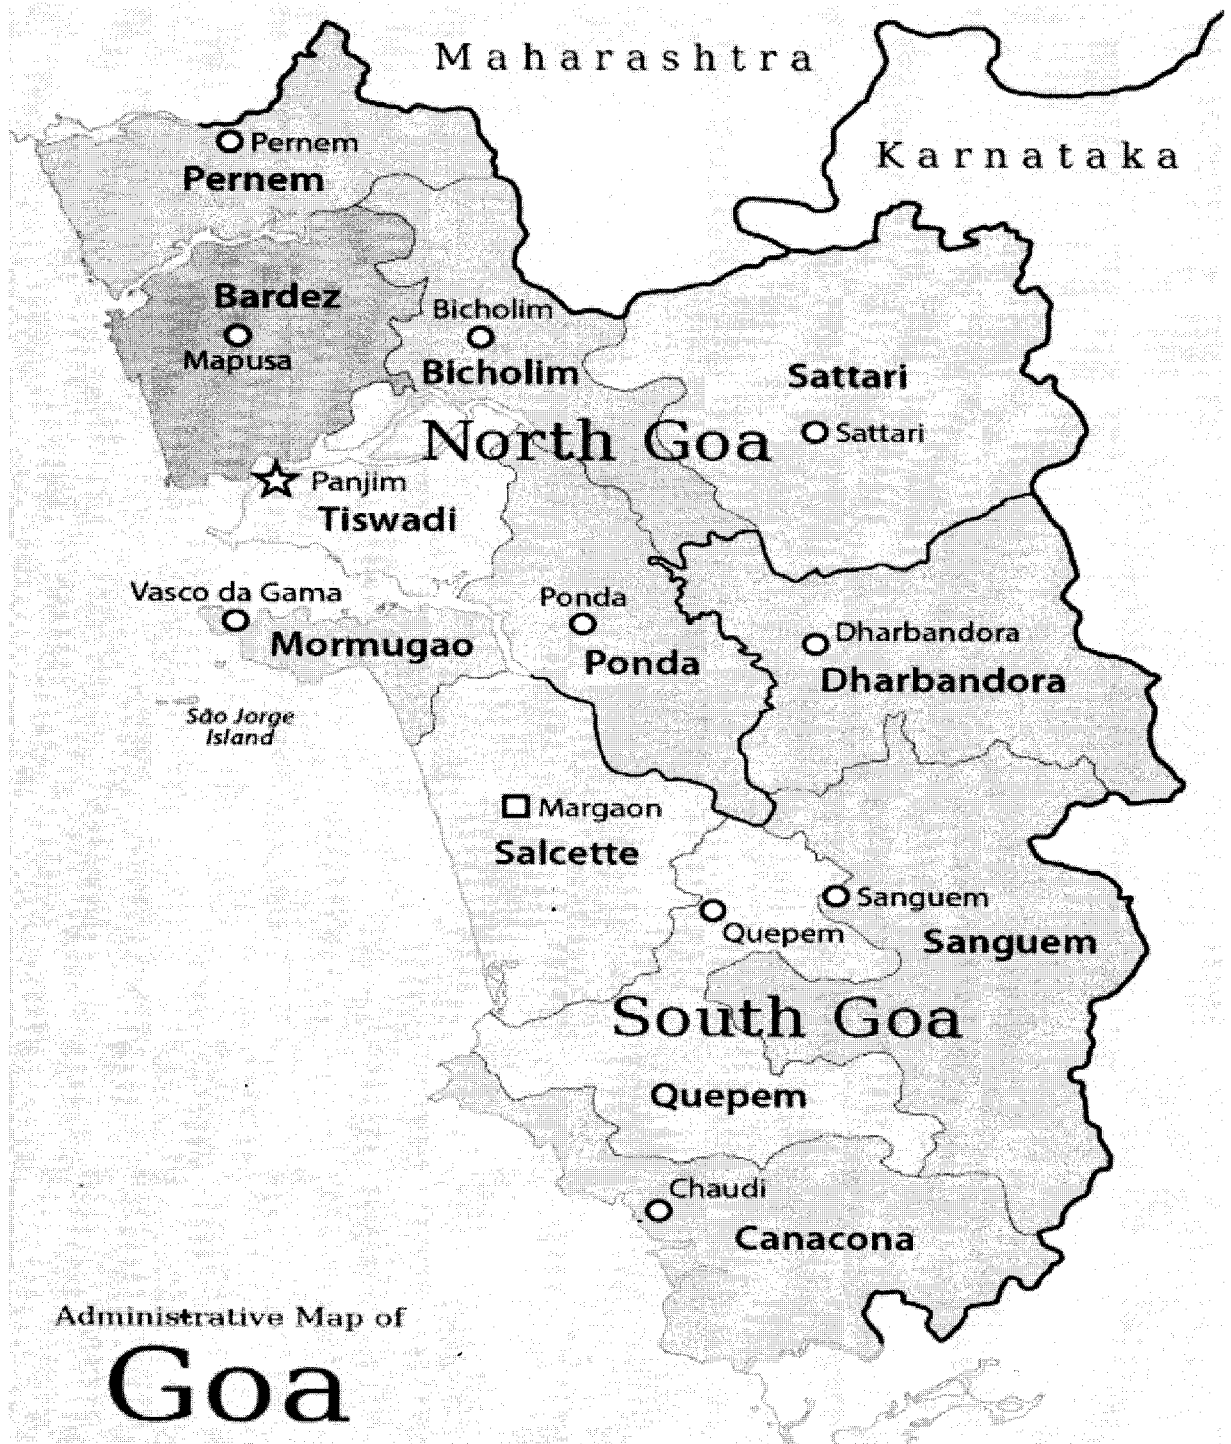 Maharashtra
Karnataka
Pernem
Pernem
Bardez
Mapusa
Bicholim
Bicholim
Sattari
Sattari
North Goa
Panjim
Tiswadi
Vasco da Gama
Mormugao
Ponda
Ponda
Dharbandora
Dharbandora
São Jorge
Island
Margaon
Salcette
Sanguem
Sanguem
Quepem
South Goa
Quepem
Chaudi
Canacona
Administrative Map of
Goa